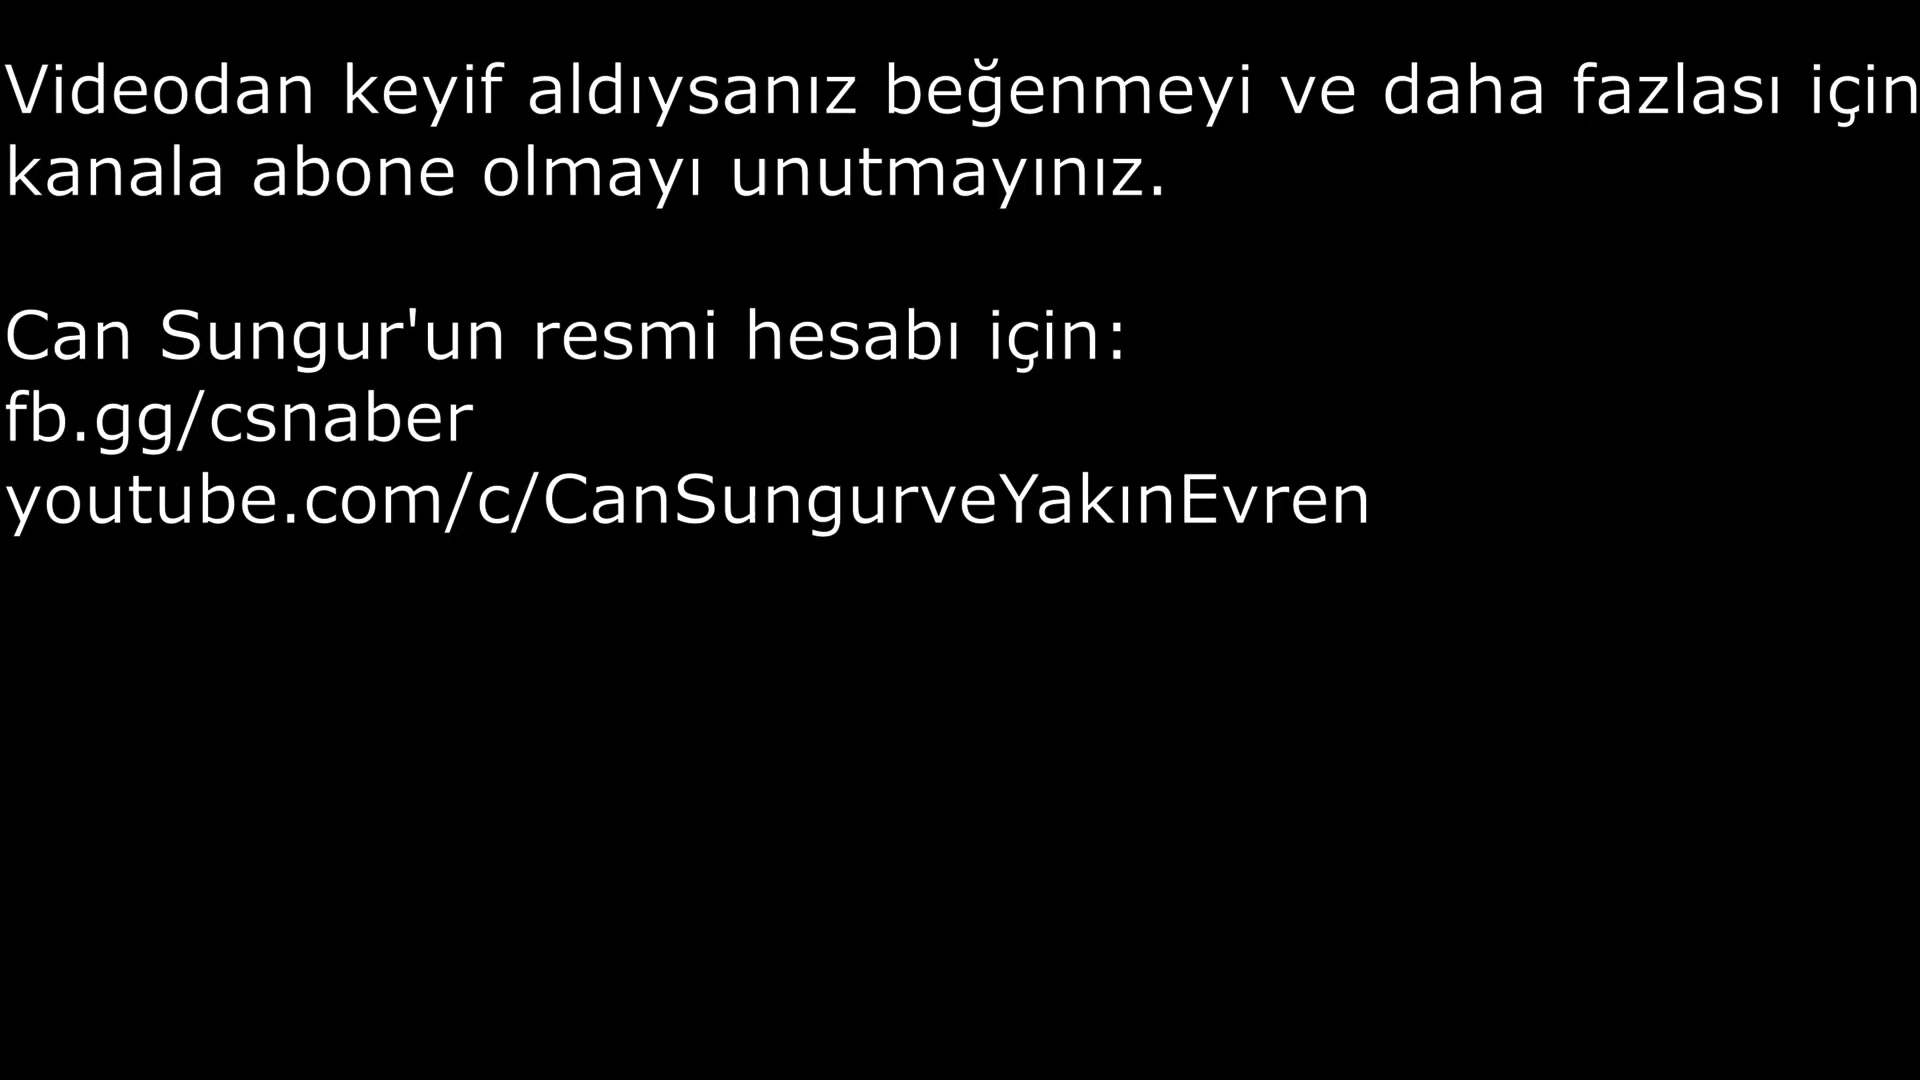 Videodan keyif aldıysanız beğenmeyi ve daha fazlası için
kanala abone olmayı unutmayınız.
Can Sungur'un resmi hesabı için:
fb.gg/csnaber
youtube.com/c/CanSungurveYakınEvren